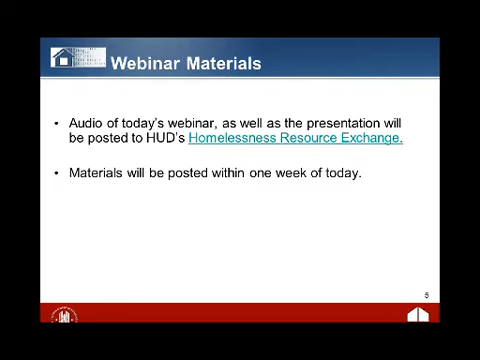 Webinar Materials
• Audio of today's webinar, as well as the presentation will
be posted to HUD's Homelessness Resource Exchange.
• Materials will be posted within one week of today.
5